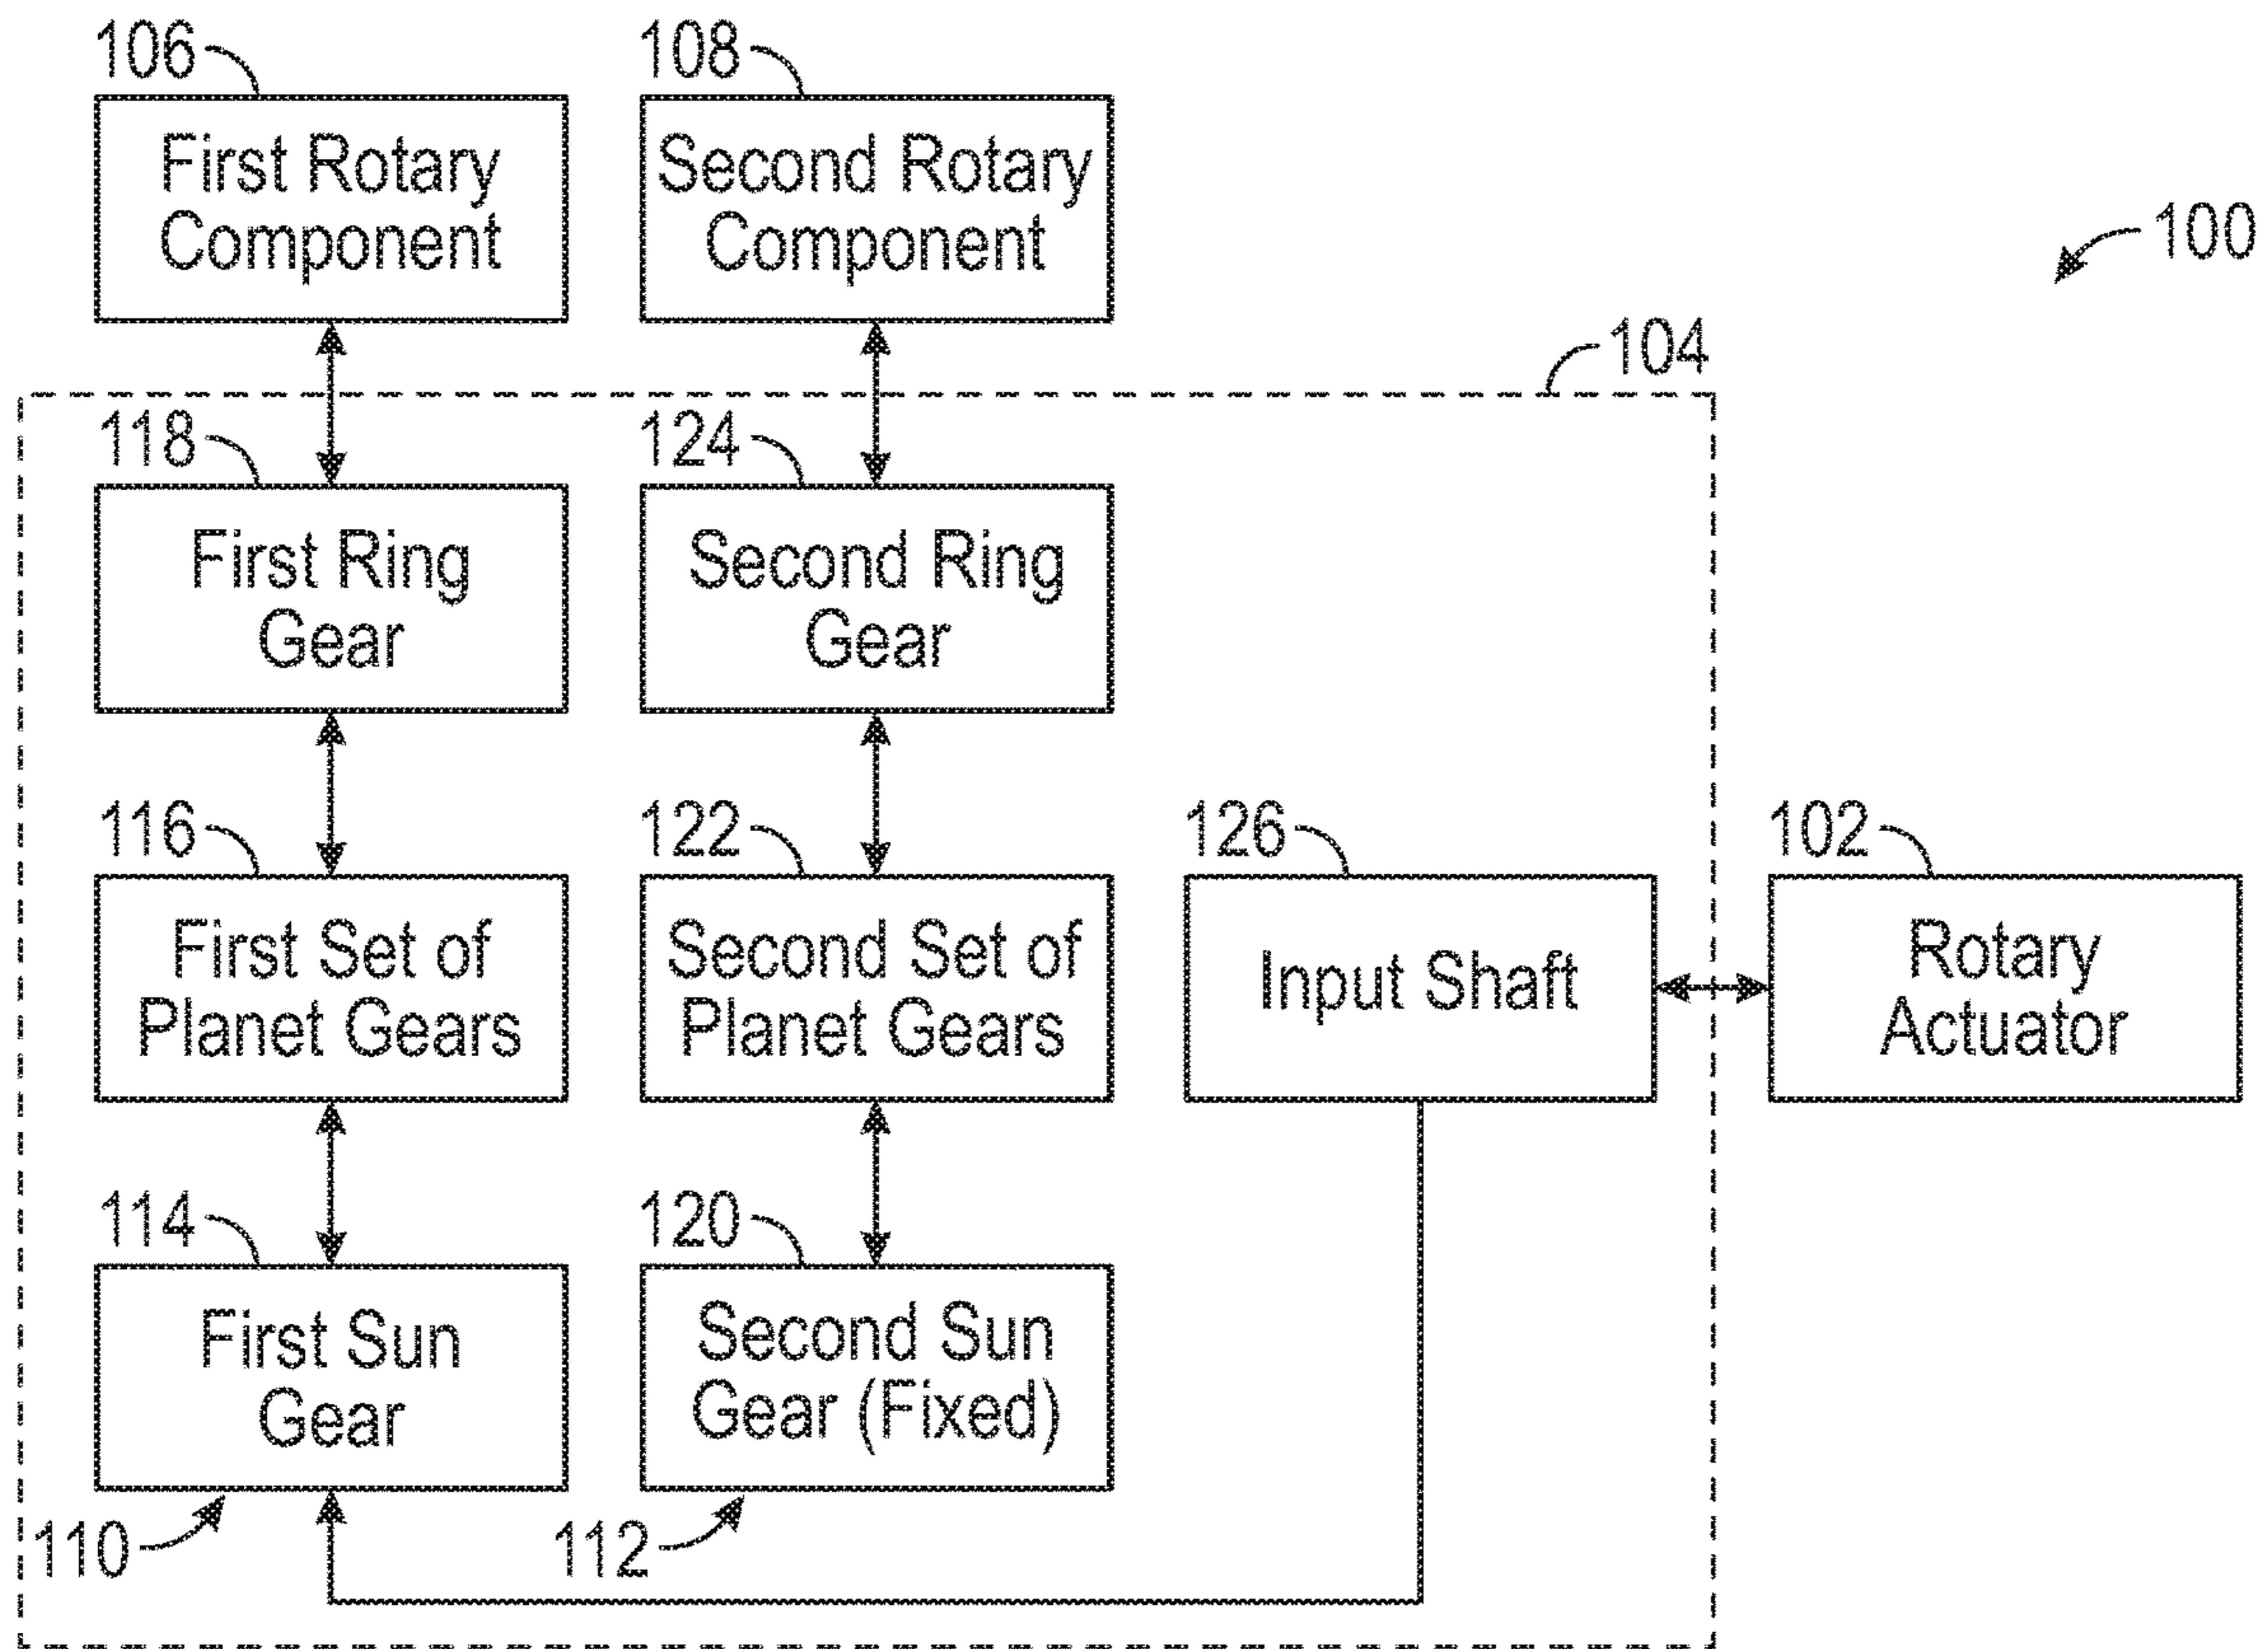 106
108
First Rotary
Component
Second Rotary
Component
100
104
118
124
First Ring
Gear
Second Ring
Gear
116
122
126
102
First Set of
Planet Gears
Second Set of
Planet Gears
Input Shaft
Rotary
Actuator
114
120
First Sun
Gear
Second Sun
Gear (Fixed)
110
112